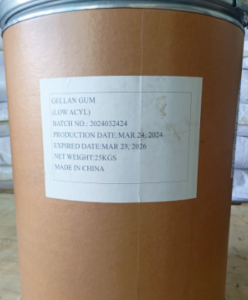 GELLAN GUM
(LOW ACYL)
BATCH NO.: 2024032424
PRODUCTION DATE:MAR 24, 2024
EXPIRED DATE:MAR 23, 2026
NET WEIGHT:25KGS
MADE IN CHINA